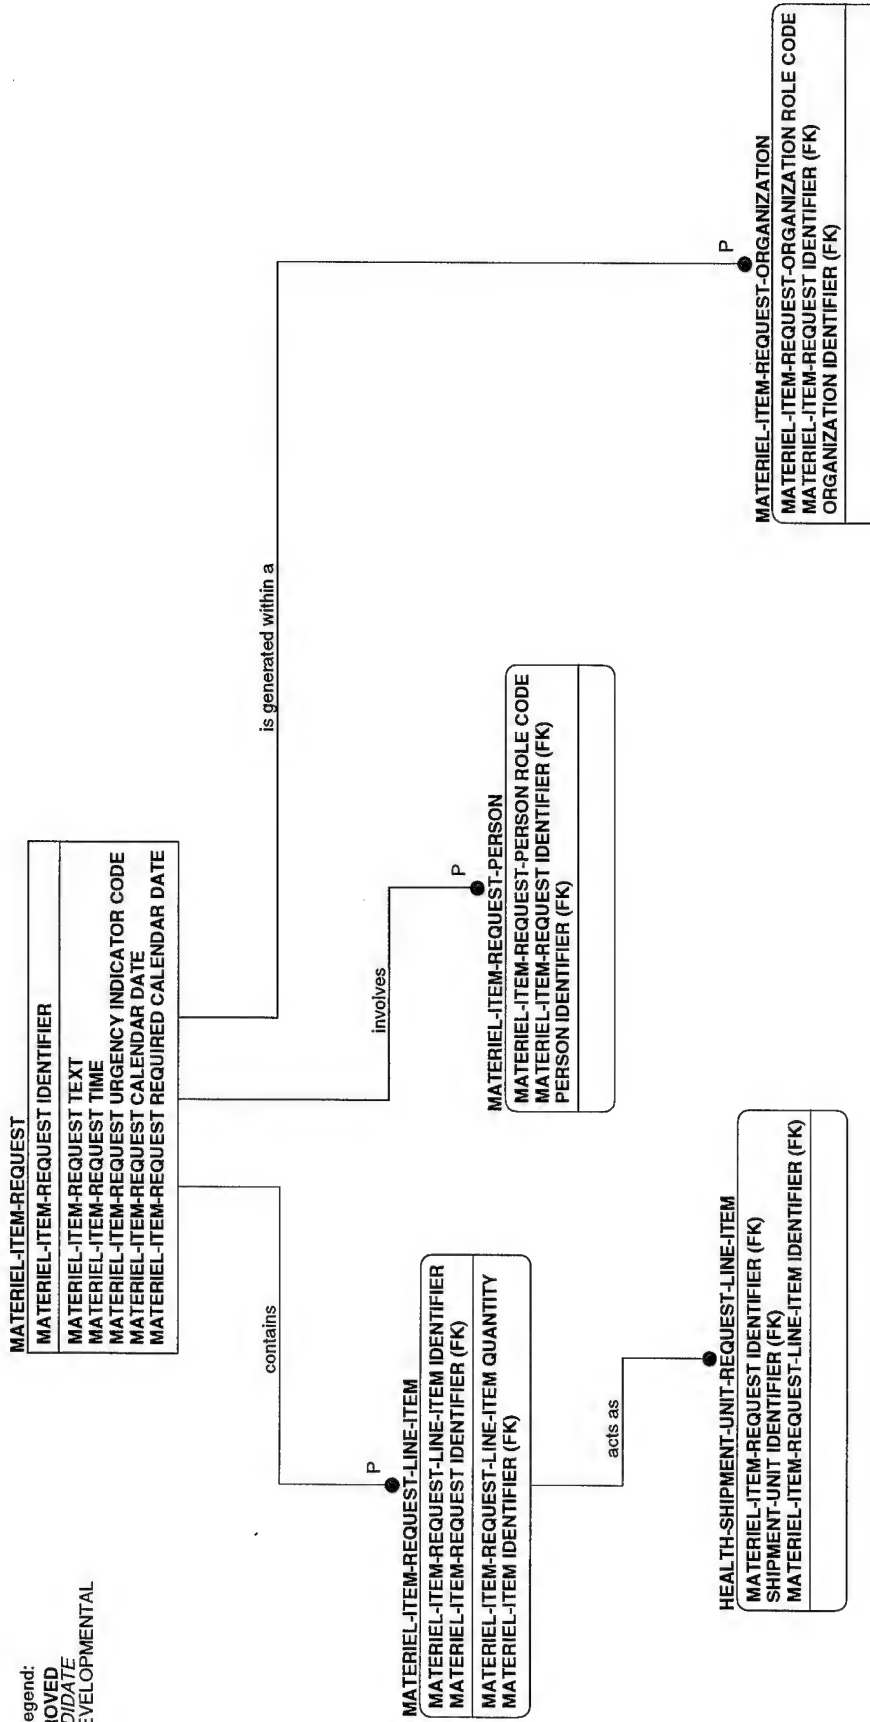 MATERIEL-ITEM-REQUEST
MATERIEL-ITEM-REQUEST IDENTIFIER
MATERIEL-ITEM-REQUEST TEXT
MATERIEL-ITEM-REQUEST TIME
MATERIEL-ITEM-REQUEST URGENCY INDICATOR CODE
MATERIEL-ITEM-REQUEST CALENDAR DATE
MATERIEL-ITEM-REQUEST REQUIRED CALENDAR DATE
egend:
ROVED
DIDATE
EVELOPMENTAL
contains
involves
is generated within a
P
MATERIEL-ITEM-REQUEST-LINE-ITEM
MATERIEL-ITEM-REQUEST-LINE-ITEM IDENTIFIER
MATERIEL-ITEM-REQUEST IDENTIFIER (FK)
MATERIEL-ITEM-REQUEST-LINE-ITEM QUANTITY
MATERIEL-ITEM IDENTIFIER (FK)
P
MATERIEL-ITEM-REQUEST-PERSON
MATERIEL-ITEM-REQUEST-PERSON ROLE CODE
MATERIEL-ITEM-REQUEST IDENTIFIER (FK)
PERSON IDENTIFIER (FK)
acts as
HEALTH-SHIPMENT-UNIT-REQUEST-LINE-ITEM
MATERIEL-ITEM-REQUEST IDENTIFIER (FK)
SHIPMENT-UNIT IDENTIFIER (FK)
MATERIEL-ITEM-REQUEST-LINE-ITEM IDENTIFIER (FK)
P
MATERIEL-ITEM-REQUEST-ORGANIZATION
MATERIEL-ITEM-REQUEST-ORGANIZATION ROLE CODE
MATERIEL-ITEM-REQUEST IDENTIFIER (FK)
ORGANIZATION IDENTIFIER (FK)